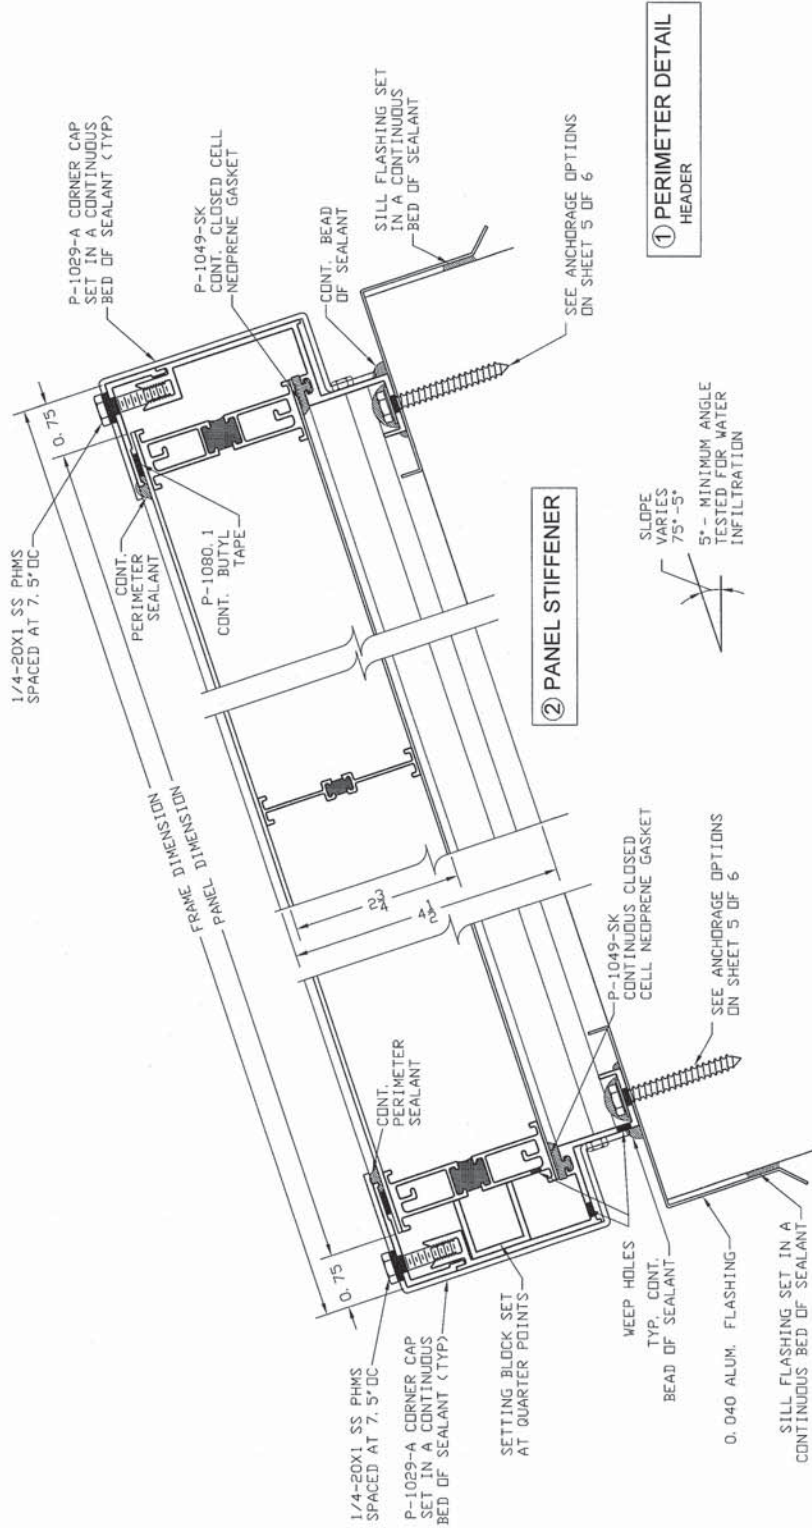 1/4-20X1 SS PHMS
SPACED AT 7.5" OC
P-1029-A CORNER CAP
SET IN A CONTINUOUS
BED OF SEALANT (TYP)
0.75
FRAME DIMENSION
PANEL DIMENSION
CONT.
PERIMETER
SEALANT
P-1080.1
CONT. BUTYL
TAPE
P-1049-SK
CONT. CLOSED CELL
NEOPRENE GASKET
CONT. BEAD
OF SEALANT
SILL FLASHING SET
IN A CONTINUOUS
BED OF SEALANT
SEE ANCHORAGE OPTIONS
ON SHEET 5 OF 6
1 PERIMETER DETAIL
HEADER
2 PANEL STIFFENER
SLOPE
VARIES
75°-5°
5° - MINIMUM ANGLE
TESTED FOR WATER
INFILTRATION
2 3/4
4 1/2
1/4-20X1 SS PHMS
SPACED AT 7.5" OC
0.75
CONT.
PERIMETER
SEALANT
P-1029-A CORNER CAP
SET IN A CONTINUOUS
BED OF SEALANT (TYP)
SETTING BLOCK SET
AT QUARTER POINTS
WEEP HOLES
TYP. CONT.
BEAD OF SEALANT
P-1049-SK
CONTINUOUS CLOSED
CELL NEOPRENE GASKET
SEE ANCHORAGE OPTIONS
ON SHEET 5 OF 6
0.040 ALUM. FLASHING
SILL FLASHING SET IN A
CONTINUOUS BED OF SEALANT